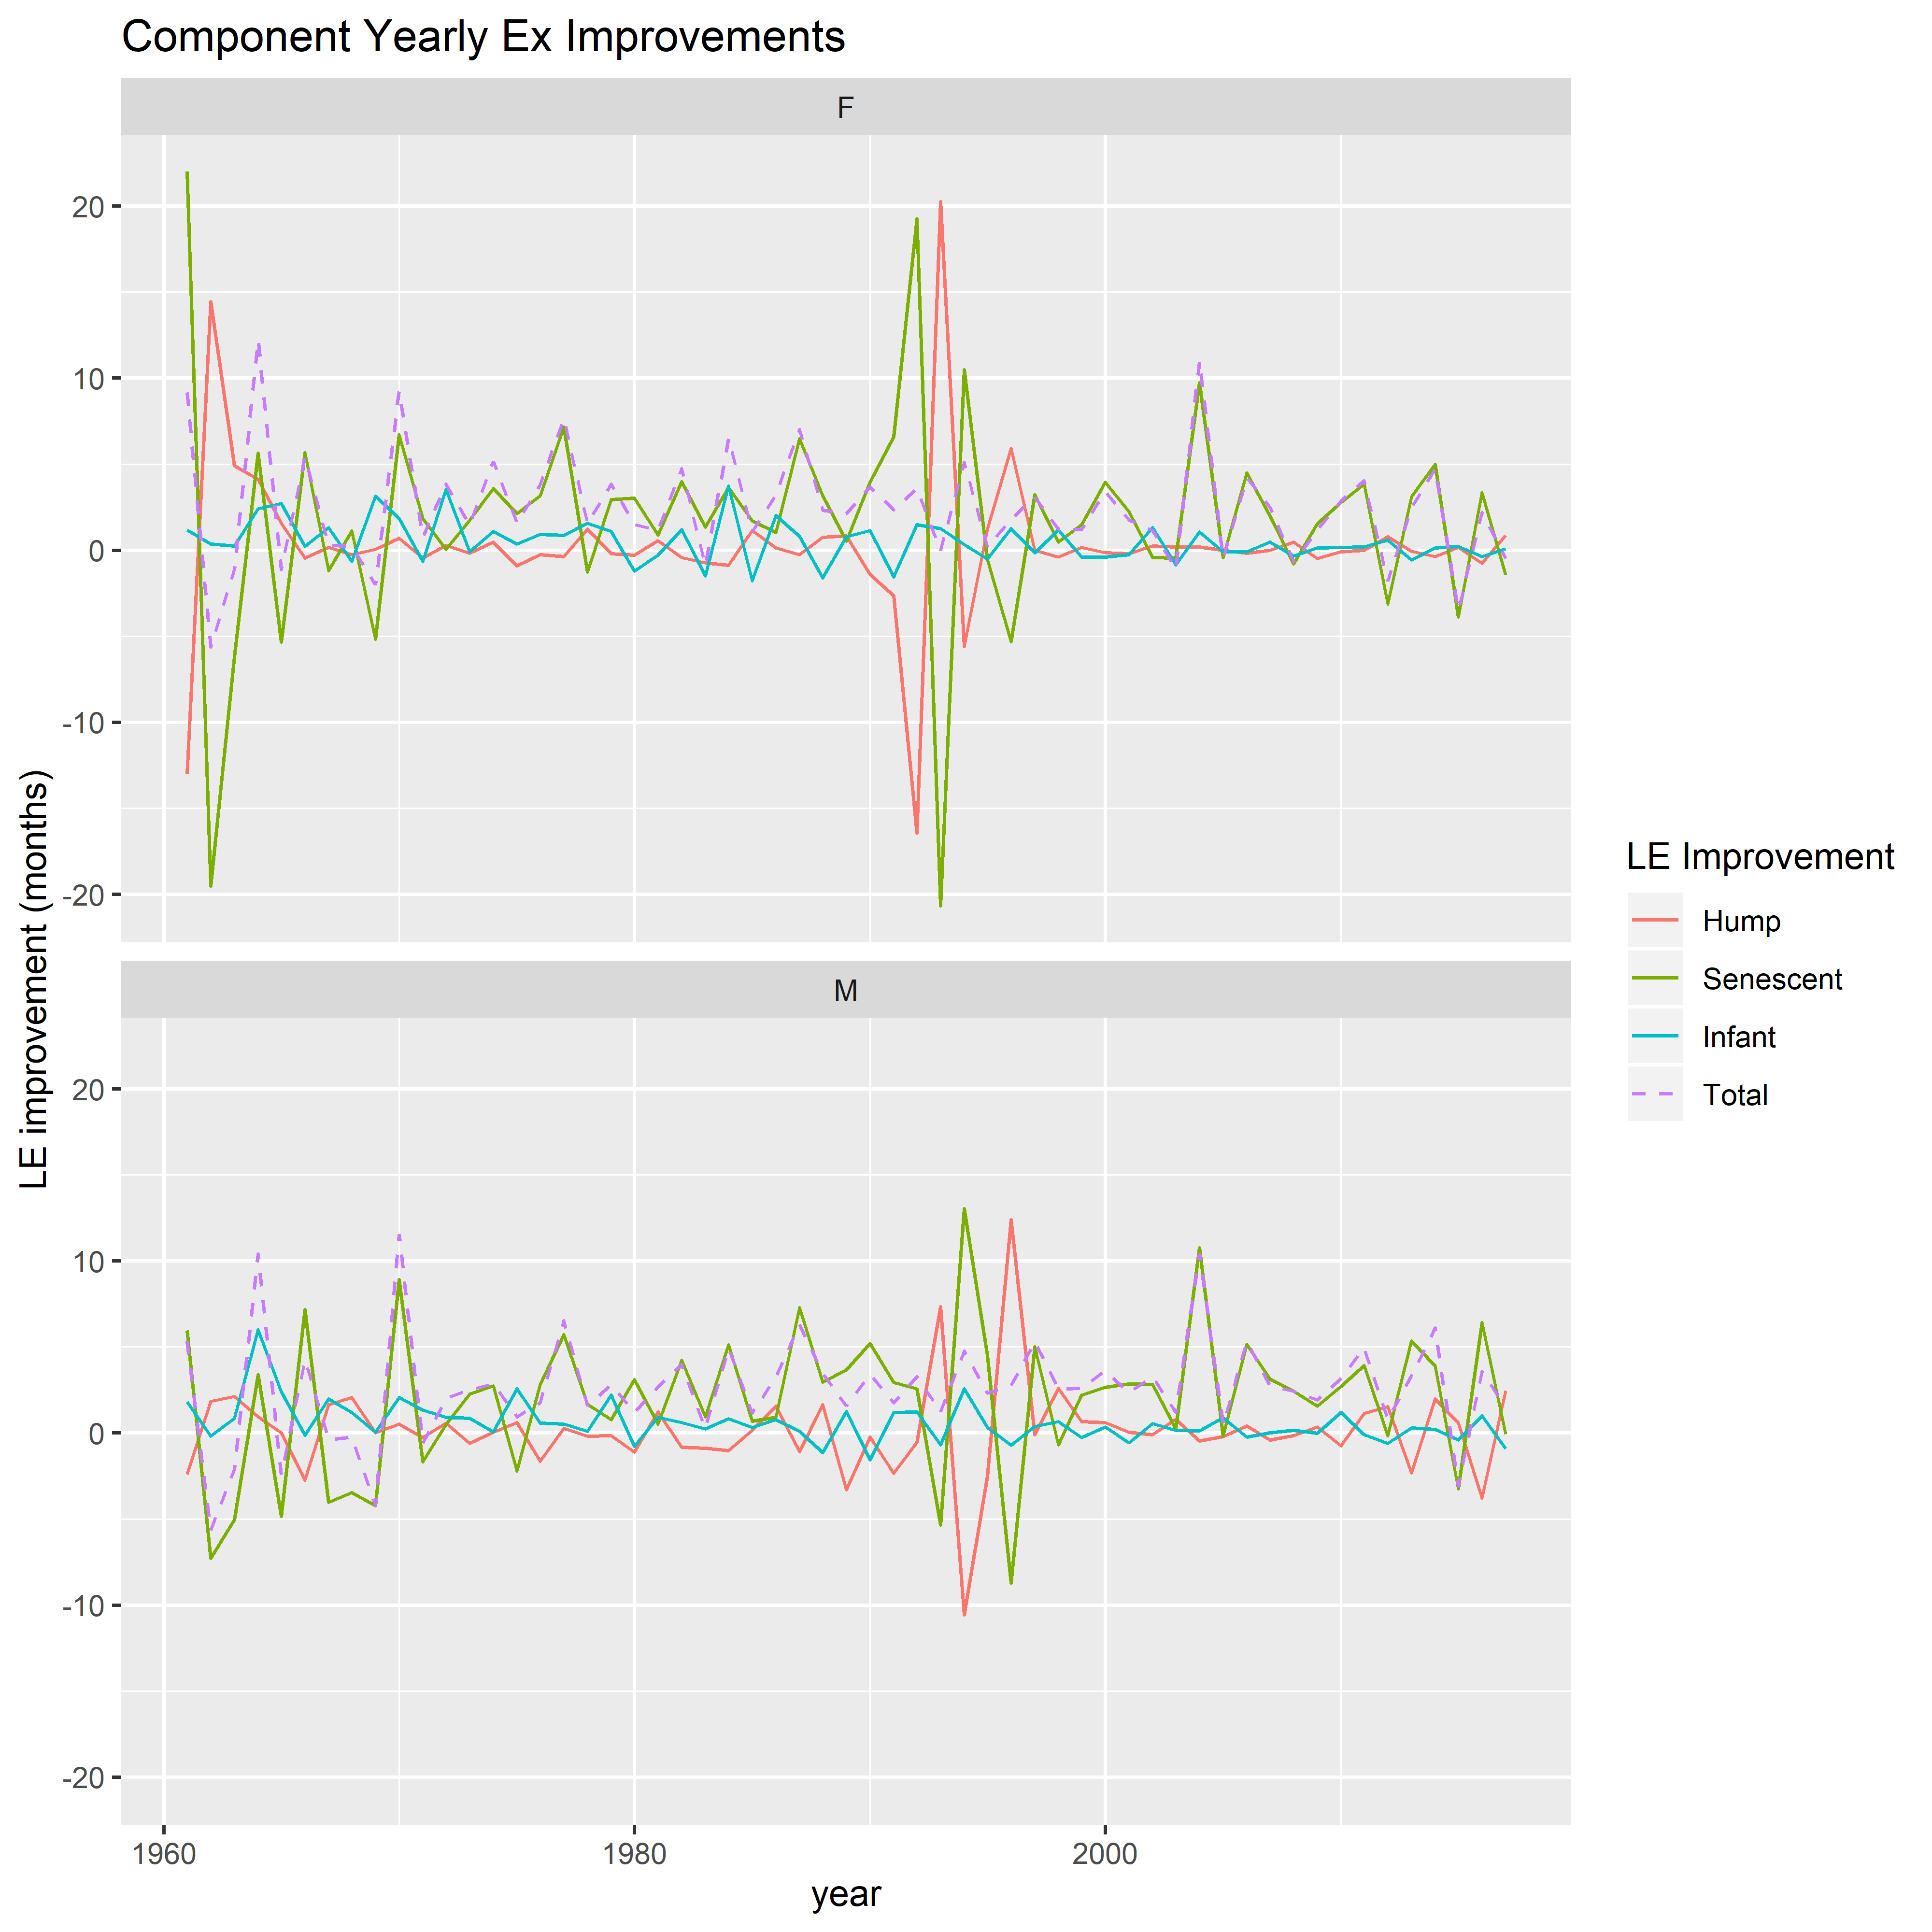 Component Yearly Ex Improvements
F
20
10
0
-10
-20
M
20
10
0
-10
-20
1960 1980 2000
year
LE improvement (months)
LE Improvement
Hump
Senescent
Infant
Total